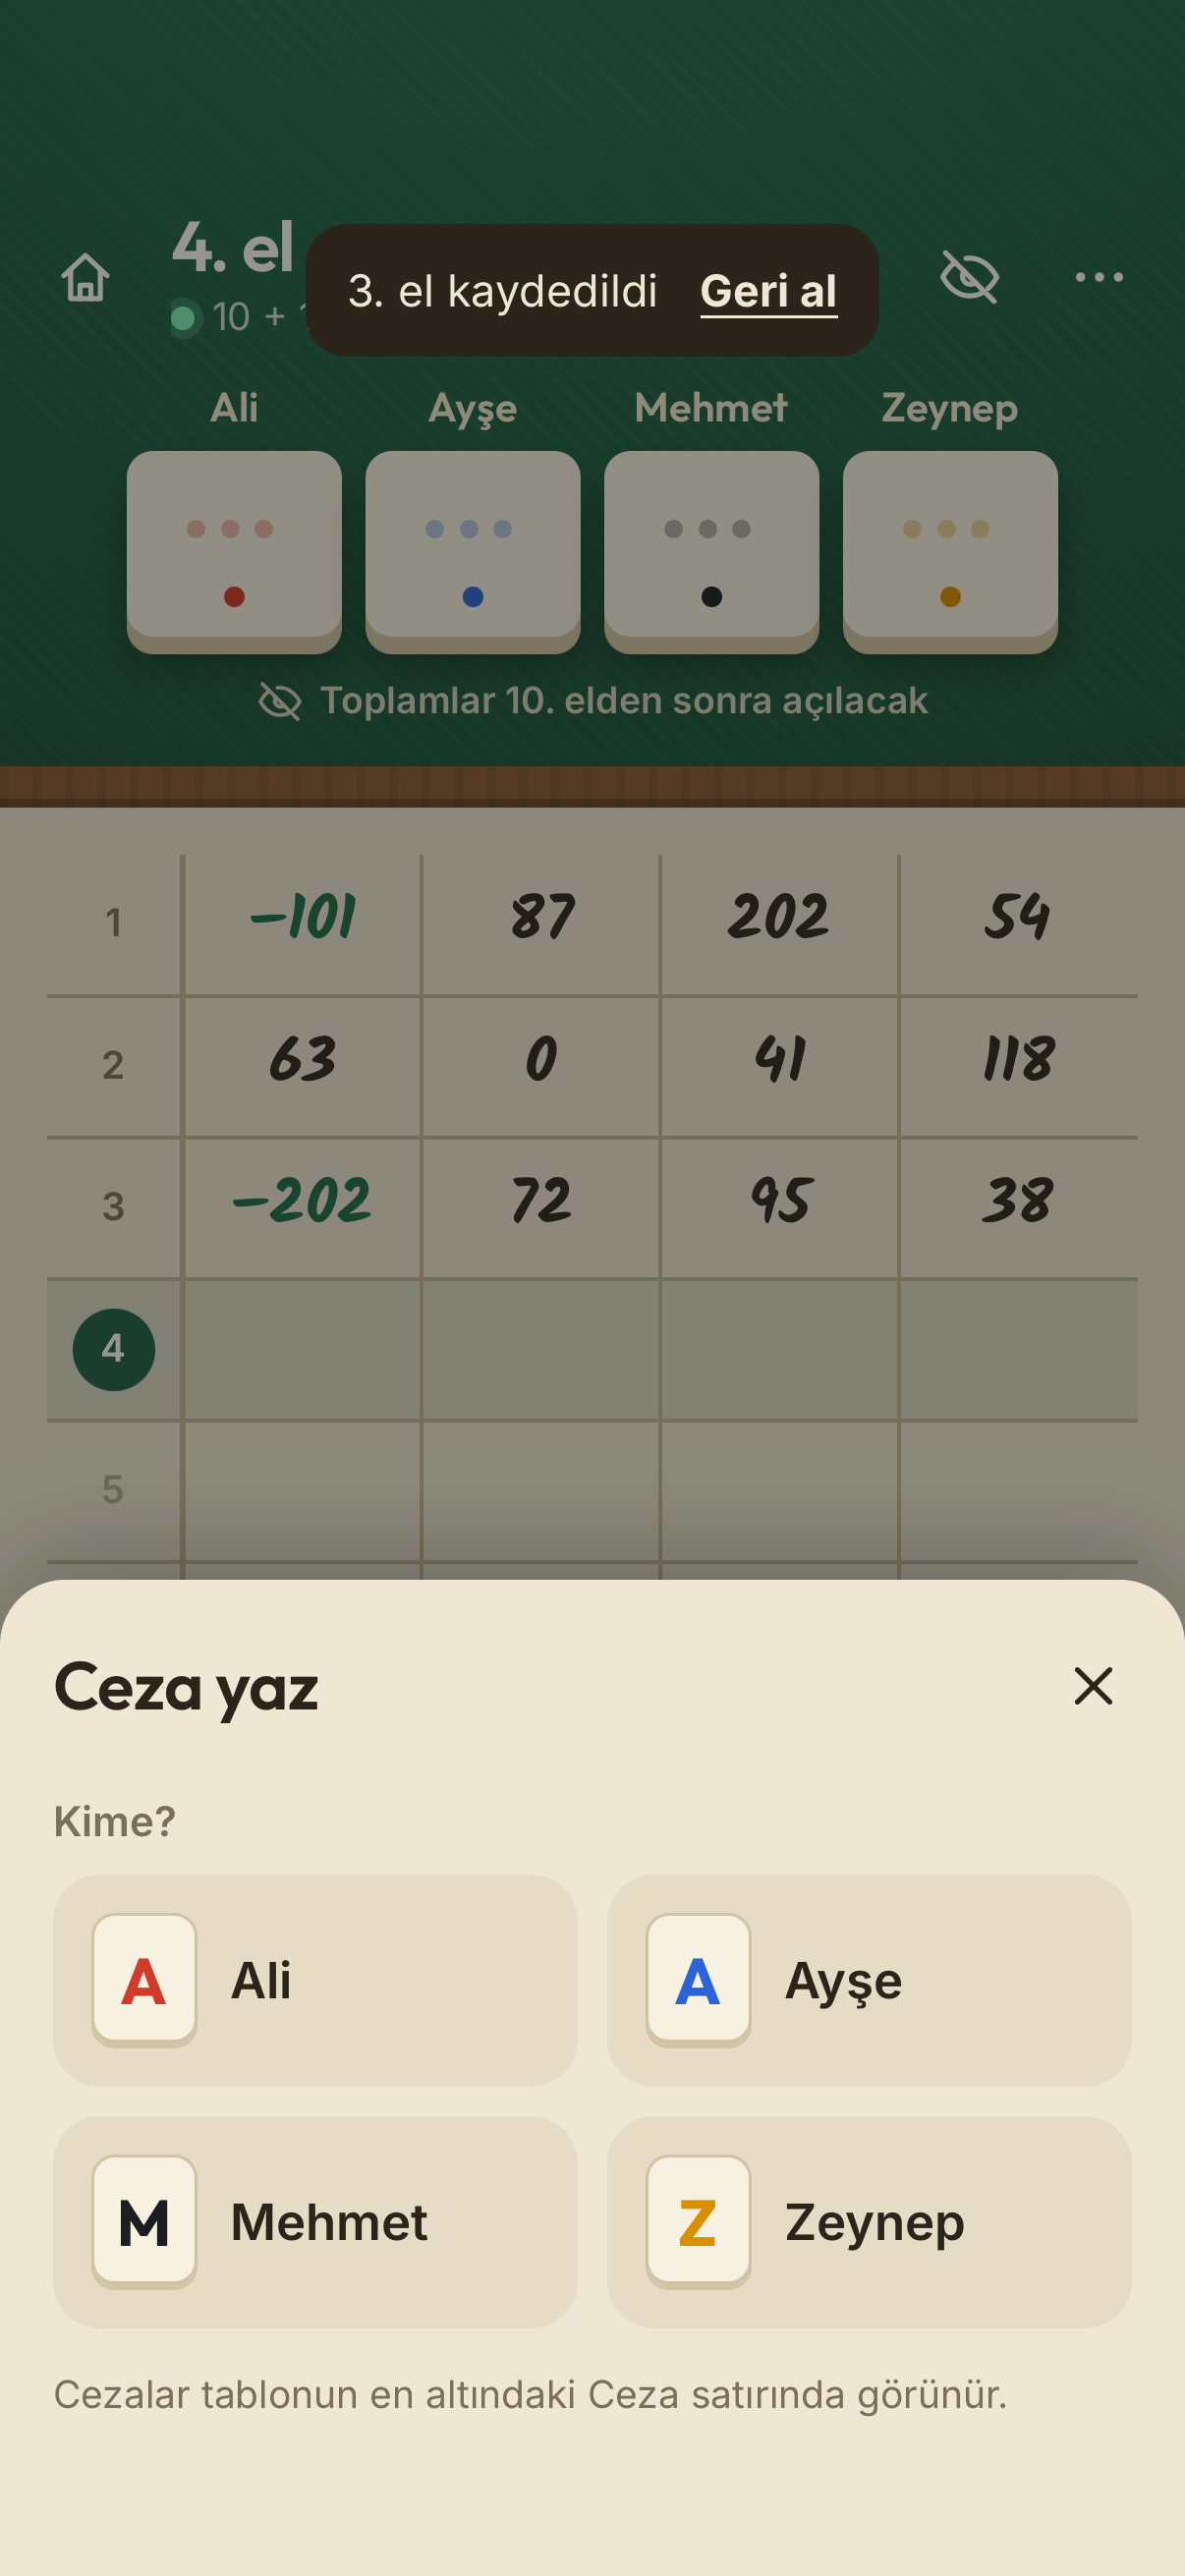 4. el
10 +
3. el kaydedildi Geri al
Ali Ayşe Mehmet Zeynep
Toplamlar 10. elden sonra açılacak
1 −101 87 202 54
2 63 0 41 118
3 −202 72 95 38
4
5
Ceza yaz
Kime?
A Ali
A Ayşe
M Mehmet
Z Zeynep
Cezalar tablonun en altındaki Ceza satırında görünür.